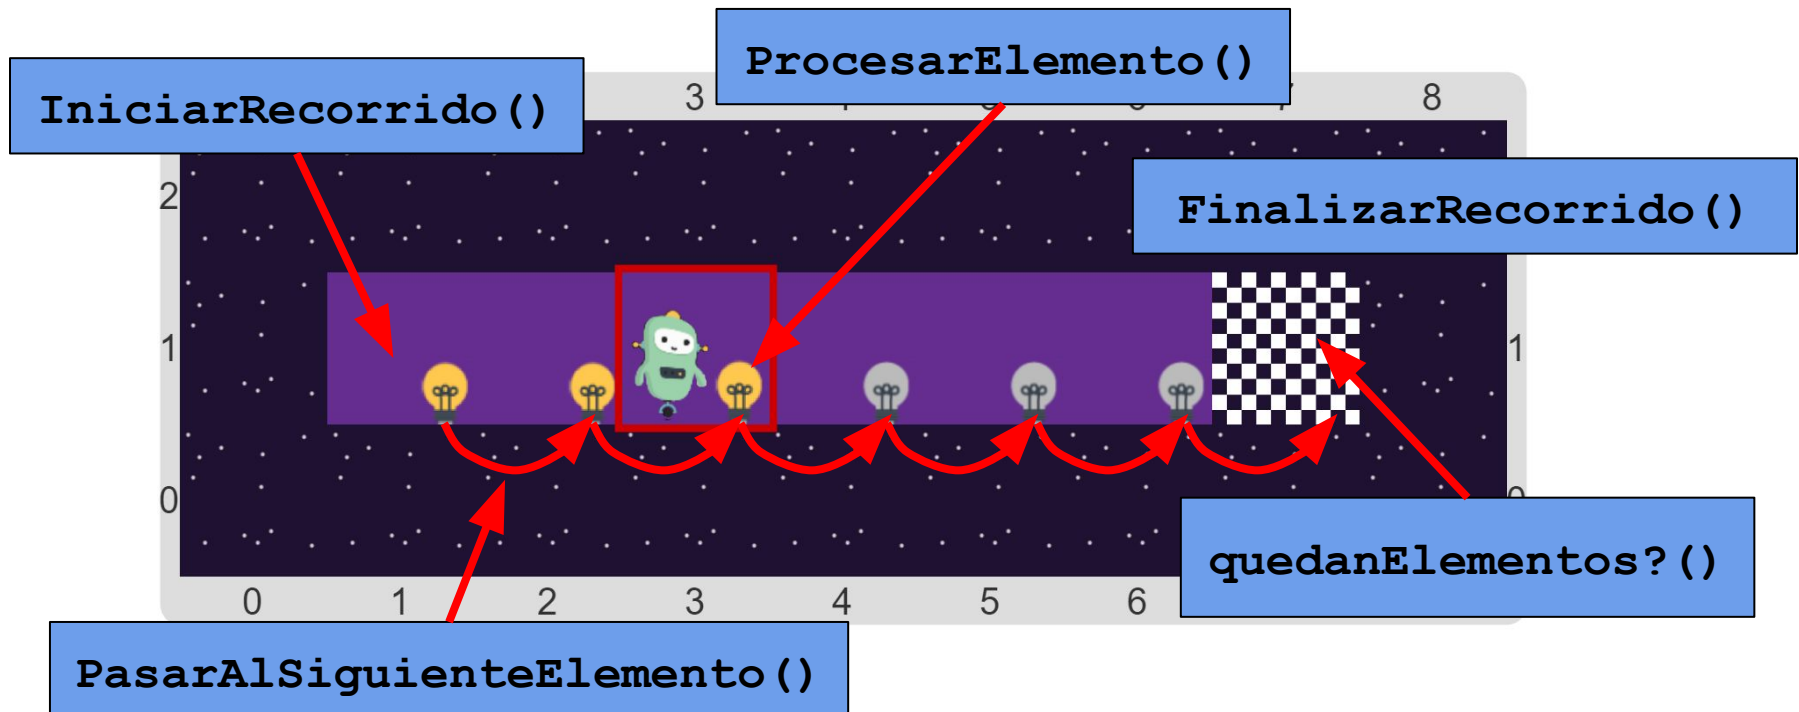 ProcesarElemento()
IniciarRecorrido()
3 8
FinalizarRecorrido()
2
1 1
0
quedanElementos?()
0 1 2 3 4 5 6
PasarAlSiguienteElemento()